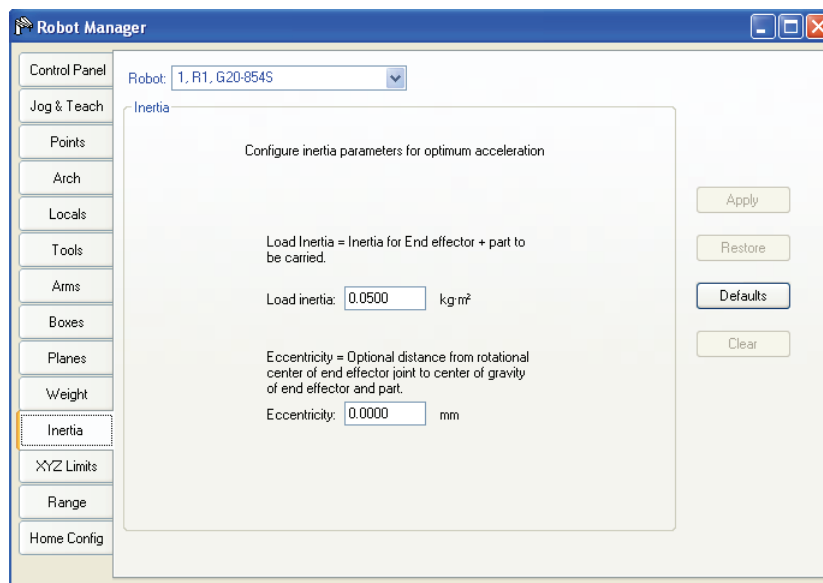 Robot Manager
Control Panel
Jog & Teach
Points
Arch
Locals
Tools
Arms
Boxes
Planes
Weight
Inertia
XYZ Limits
Range
Home Config
Robot: 1, R1, G20-854S
Inertia
Configure inertia parameters for optimum acceleration
Load Inertia = Inertia for End effector + part to
be carried.
Load inertia: 0.0500 kg·m²
Eccentricity = Optional distance from rotational
center of end effector joint to center of gravity
of end effector and part.
Eccentricity: 0.0000 mm
Apply
Restore
Defaults
Clear